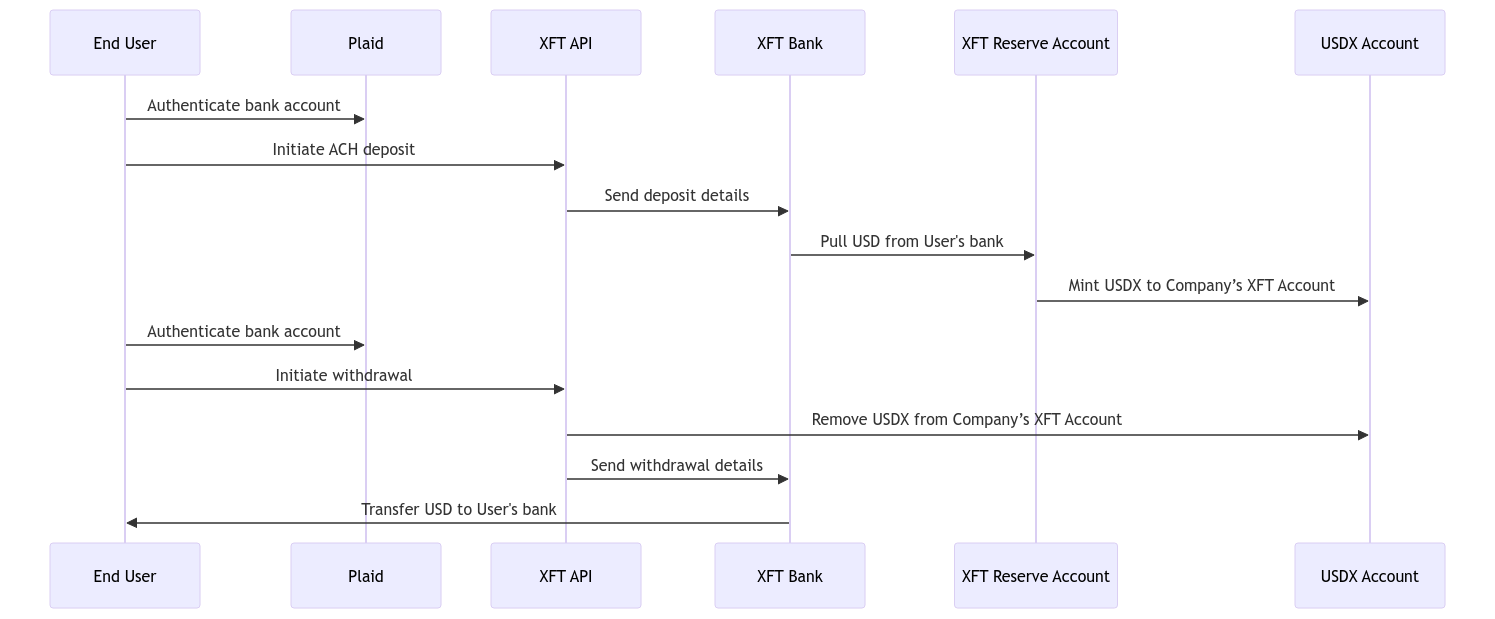 End User
Plaid
XFT API
XFT Bank
XFT Reserve Account
USDX Account
Authenticate bank account
Initiate ACH deposit
Send deposit details
Pull USD from User's bank
Mint USDX to Company’s XFT Account
Authenticate bank account
Initiate withdrawal
Remove USDX from Company’s XFT Account
Send withdrawal details
Transfer USD to User's bank
End User
Plaid
XFT API
XFT Bank
XFT Reserve Account
USDX Account